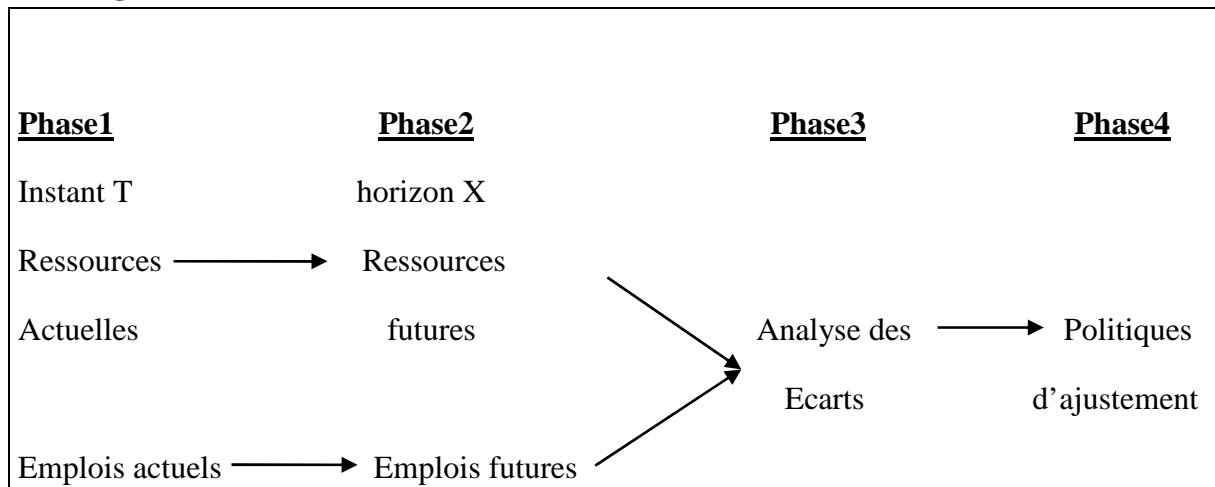 Phase1 Phase2 Phase3 Phase4
Instant T horizon X
Ressources Ressources
Actuelles futures Analyse des Politiques
Ecarts d'ajustement
Emplois actuels Emplois futures